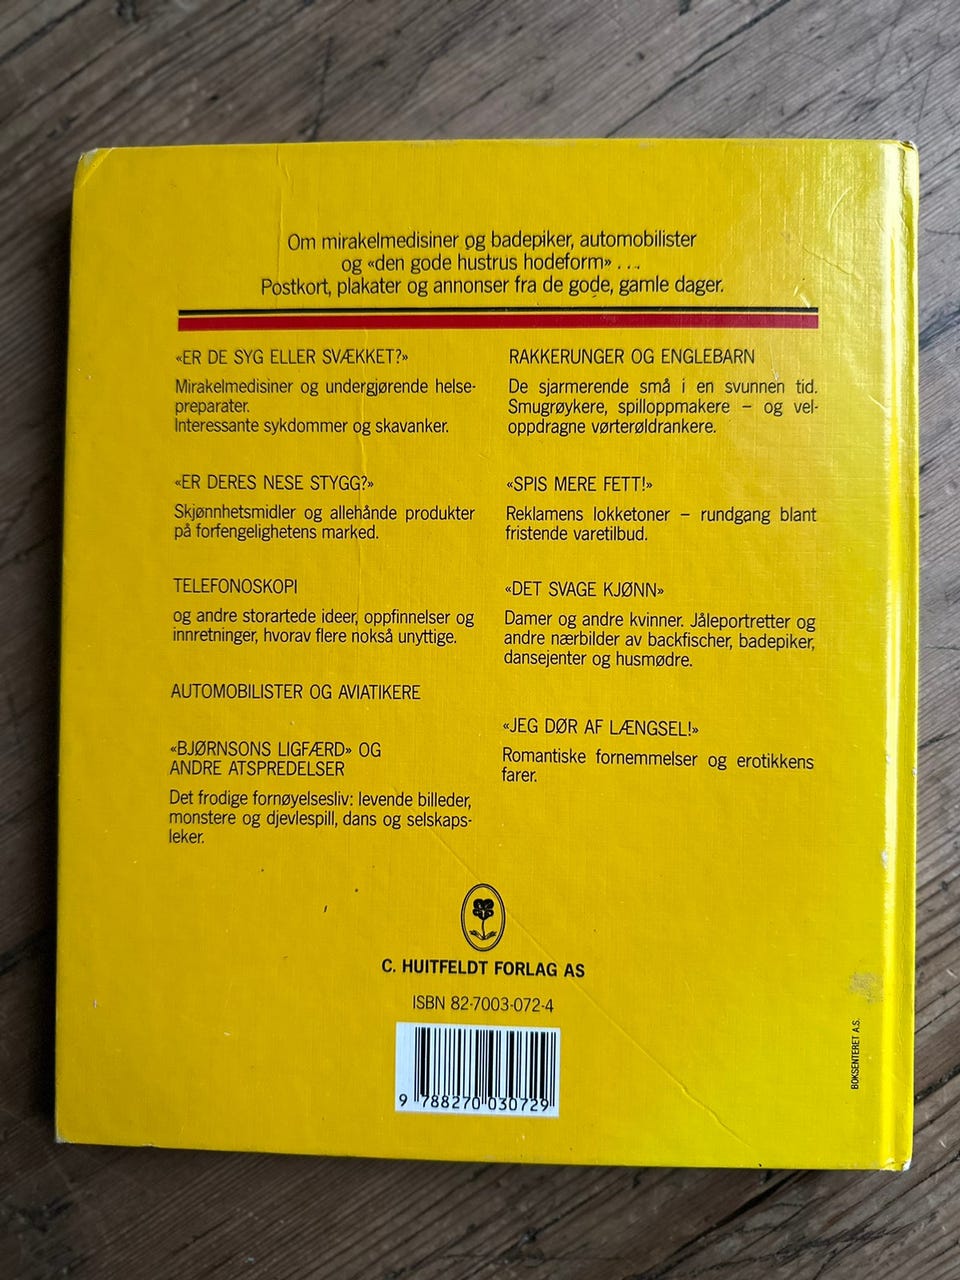 Om mirakelmedisiner og badepiker, automobilister
og «den gode hustrus hodeform» ...
Postkort, plakater og annonser fra de gode, gamle dager.
«ER DE SYG ELLER SVÆKKET?»
Mirakelmedisiner og undergjørende helse-
preparater.
Interessante sykdommer og skavanker.
«ER DERES NESE STYGG?»
Skjønnhetsmidler og allehånde produkter
på forfengelighetens marked.
TELEFONOSKOPI
og andre storartede ideer, oppfinnelser og
innretninger, hvorav flere nokså unyttige.
AUTOMOBILISTER OG AVIATIKERE
«BJØRNSONS LIGFÆRD» OG
ANDRE ATSPREDELSER
Det frodige fornøyelsesliv: levende billeder,
monstere og djevlespill, dans og selskaps-
leker.
RAKKERUNGER OG ENGLEBARN
De sjarmerende små i en svunnen tid.
Smugrøykere, spilloppmakere – og vel-
oppdragne vørterøldrankere.
«SPIS MERE FETT!»
Reklamens lokketoner – rundgang blant
fristende varetilbud.
«DET SVAGE KJØNN»
Damer og andre kvinner. Jåleportretter og
andre nærbilder av backfischer, badepiker,
dansejenter og husmødre.
«JEG DØR AF LÆNGSEL!»
Romantiske fornemmelser og erotikkens
farer.
C. HUITFELDT FORLAG AS
ISBN 82-7003-072-4
9 788270 030729
BOKSENTERET A.S.